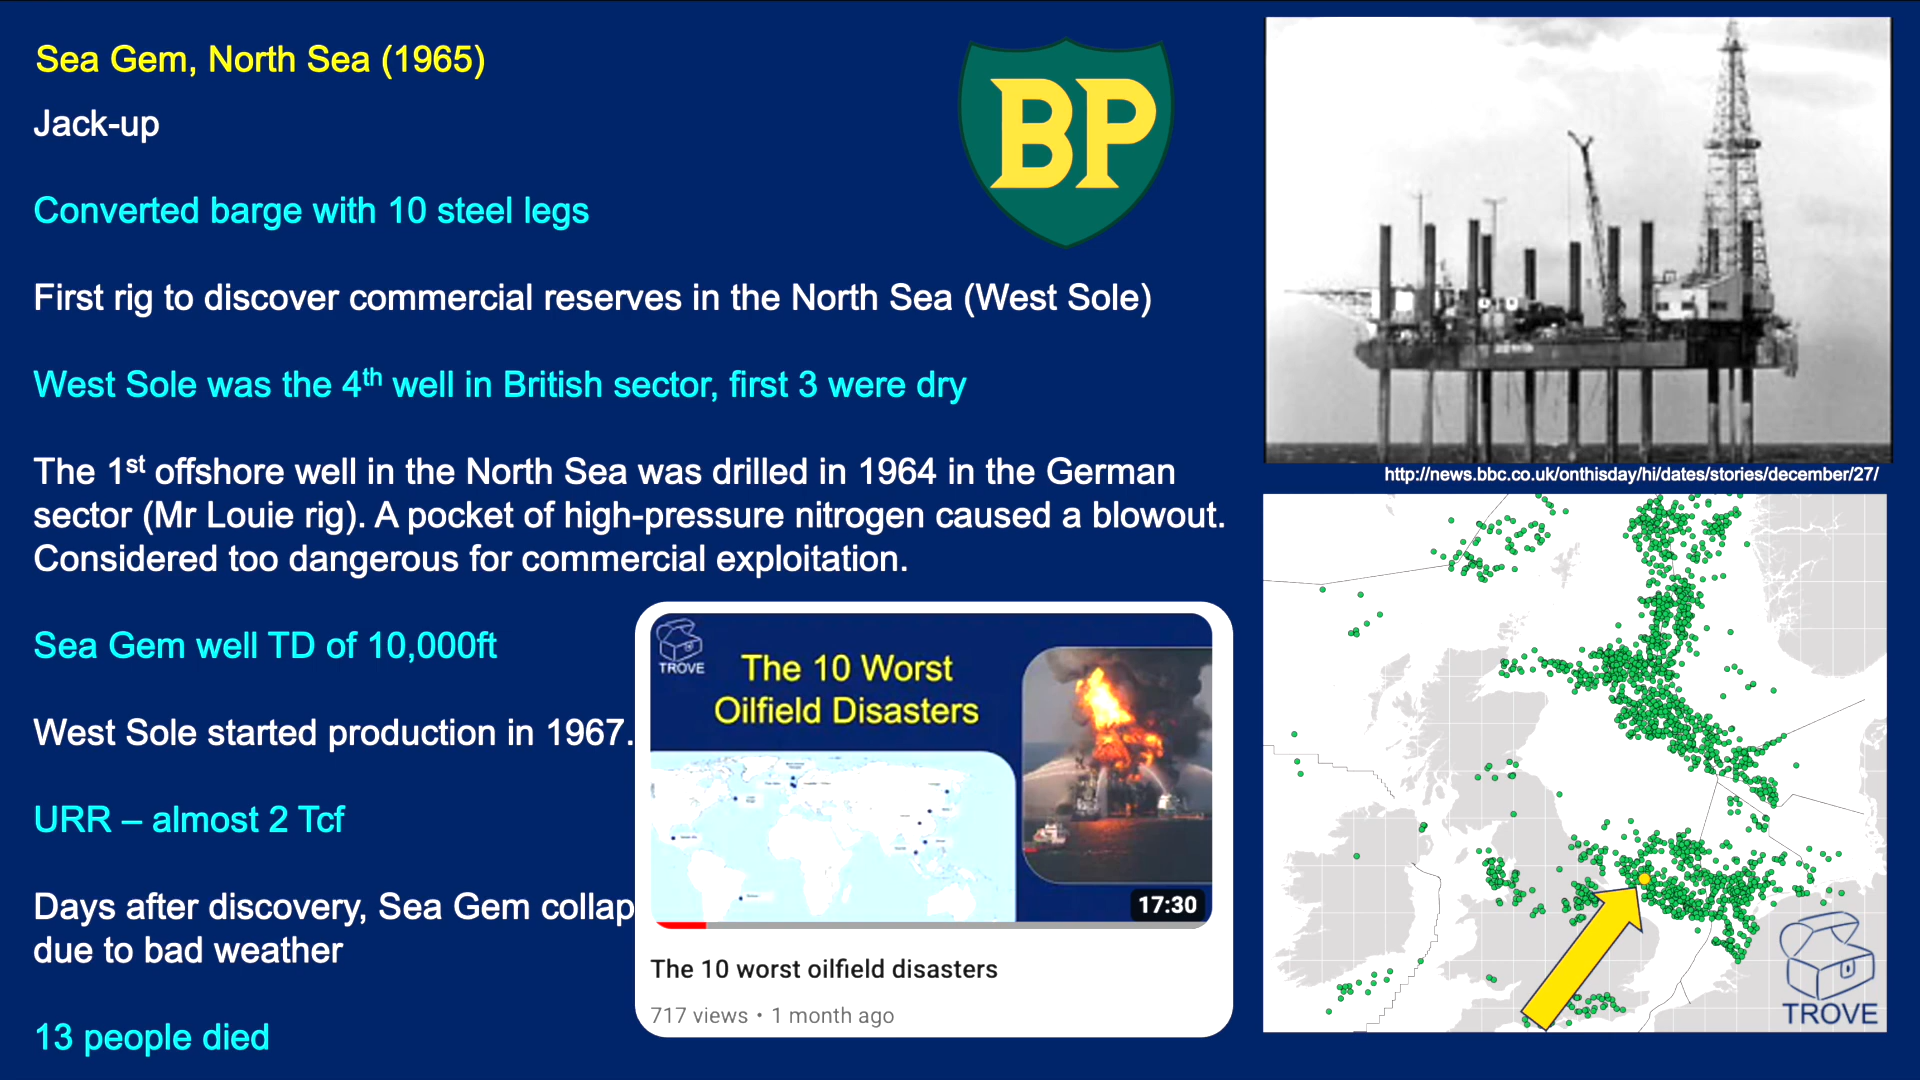 Sea Gem, North Sea (1965)
Jack-up
Converted barge with 10 steel legs
First rig to discover commercial reserves in the North Sea (West Sole)
West Sole was the 4th well in British sector, first 3 were dry
The 1st offshore well in the North Sea was drilled in 1964 in the German
sector (Mr Louie rig). A pocket of high-pressure nitrogen caused a blowout.
Considered too dangerous for commercial exploitation.
Sea Gem well TD of 10,000ft
West Sole started production in 1967.
URR – almost 2 Tcf
Days after discovery, Sea Gem collap
due to bad weather
13 people died
BP
http://news.bbc.co.uk/onthisday/hi/dates/stories/december/27/
TROVE
The 10 Worst
Oilfield Disasters
17:30
The 10 worst oilfield disasters
717 views • 1 month ago
TROVE